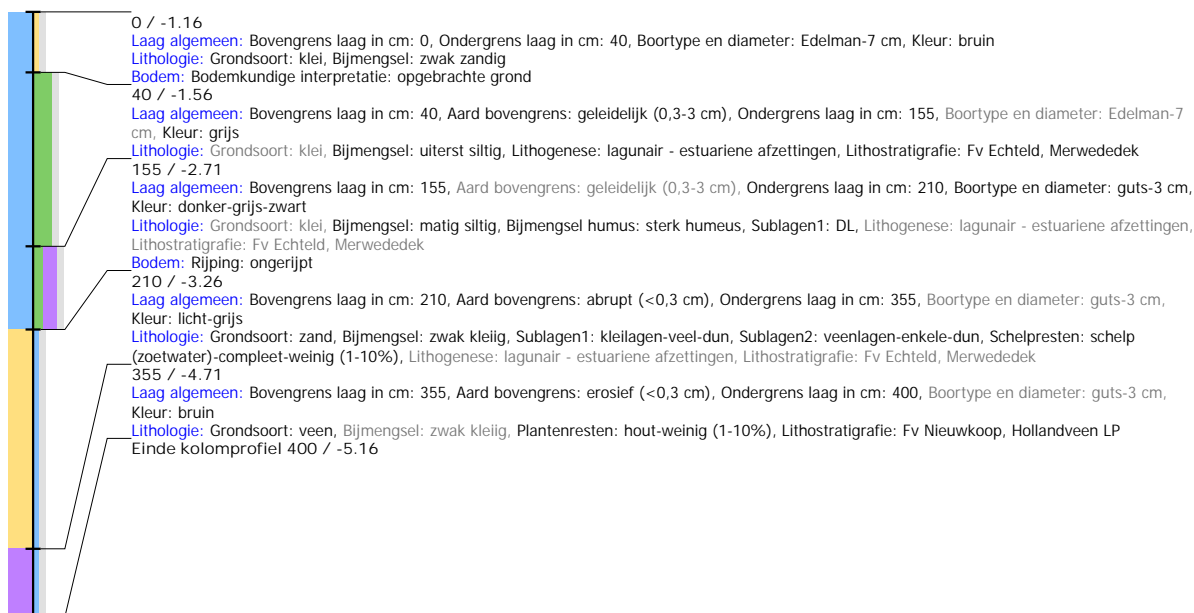 0 / -1.16
Laag algemeen: Bovengrens laag in cm: 0, Ondergrens laag in cm: 40, Boortype en diameter: Edelman-7 cm, Kleur: bruin
Lithologie: Grondsoort: klei, Bijmengsel: zwak zandig
Bodem: Bodemkundige interpretatie: opgebrachte grond
40 / -1.56
Laag algemeen: Bovengrens laag in cm: 40, Aard bovengrens: geleidelijk (0,3-3 cm), Ondergrens laag in cm: 155, Boortype en diameter: Edelman-7
cm, Kleur: grijs
Lithologie: Grondsoort: klei, Bijmengsel: uiterst siltig, Lithogenese: lagunair - estuariene afzettingen, Lithostratigrafie: Fv Echteld, Merwededek
155 / -2.71
Laag algemeen: Bovengrens laag in cm: 155, Aard bovengrens: geleidelijk (0,3-3 cm), Ondergrens laag in cm: 210, Boortype en diameter: guts-3 cm,
Kleur: donker-grijs-zwart
Lithologie: Grondsoort: klei, Bijmengsel: matig siltig, Bijmengsel humus: sterk humeus, Sublagen1: DL, Lithogenese: lagunair - estuariene afzettingen,
Lithostratigrafie: Fv Echteld, Merwededek
Bodem: Rijping: ongerijpt
210 / -3.26
Laag algemeen: Bovengrens laag in cm: 210, Aard bovengrens: abrupt (<0,3 cm), Ondergrens laag in cm: 355, Boortype en diameter: guts-3 cm,
Kleur: licht-grijs
Lithologie: Grondsoort: zand, Bijmengsel: zwak kleiig, Sublagen1: kleilagen-veel-dun, Sublagen2: veenlagen-enkele-dun, Schelpresten: schelp
(zoetwater)-compleet-weinig (1-10%), Lithogenese: lagunair - estuariene afzettingen, Lithostratigrafie: Fv Echteld, Merwededek
355 / -4.71
Laag algemeen: Bovengrens laag in cm: 355, Aard bovengrens: erosief (<0,3 cm), Ondergrens laag in cm: 400, Boortype en diameter: guts-3 cm,
Kleur: bruin
Lithologie: Grondsoort: veen, Bijmengsel: zwak kleiig, Plantenresten: hout-weinig (1-10%), Lithostratigrafie: Fv Nieuwkoop, Hollandveen LP
Einde kolomprofiel 400 / -5.16